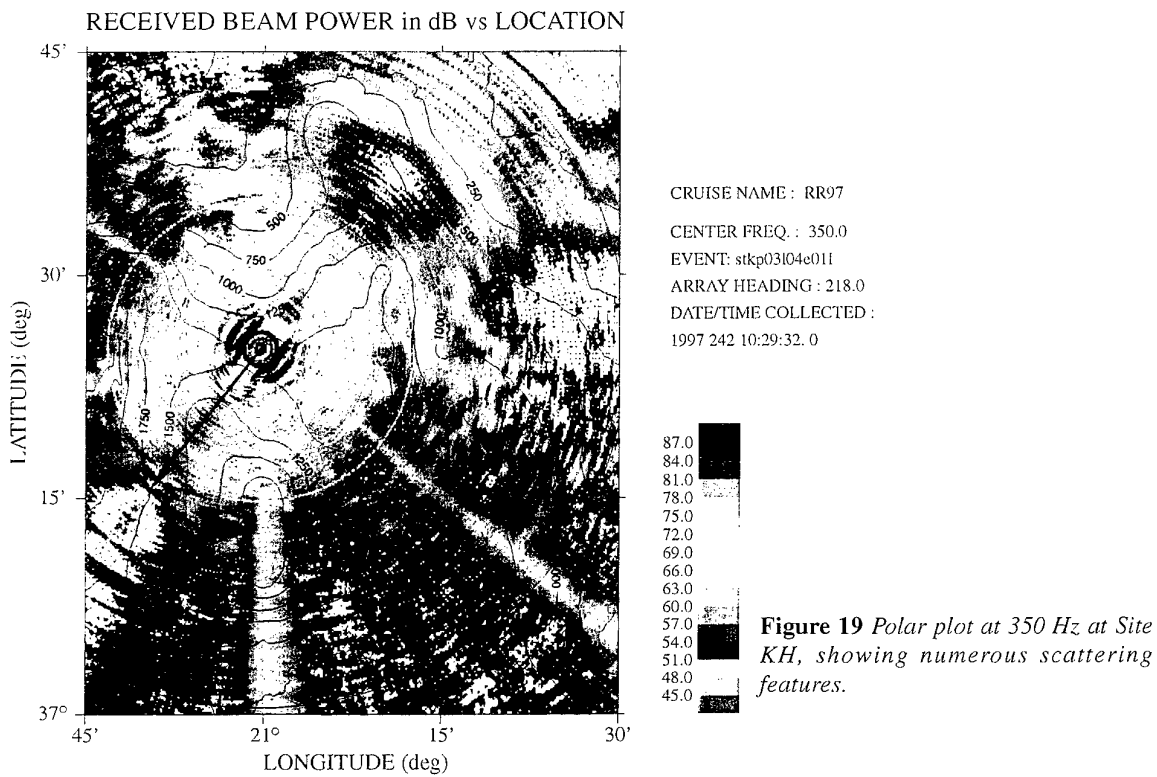 RECEIVED BEAM POWER in dB vs LOCATION
45'
30'
15'
37°
LATITUDE (deg)
45'
21°
15'
30'
LONGITUDE (deg)
250
500
500
750
1000
1000
1750
1500
1250
000
CRUISE NAME : RR97
CENTER FREQ. : 350.0
EVENT: stkp03l04e01l
ARRAY HEADING : 218.0
DATE/TIME COLLECTED :
1997 242 10:29:32. 0
87.0
84.0
81.0
78.0
75.0
72.0
69.0
66.0
63.0
60.0
57.0
54.0
51.0
48.0
45.0
Figure 19 Polar plot at 350 Hz at Site
KH, showing numerous scattering
features.